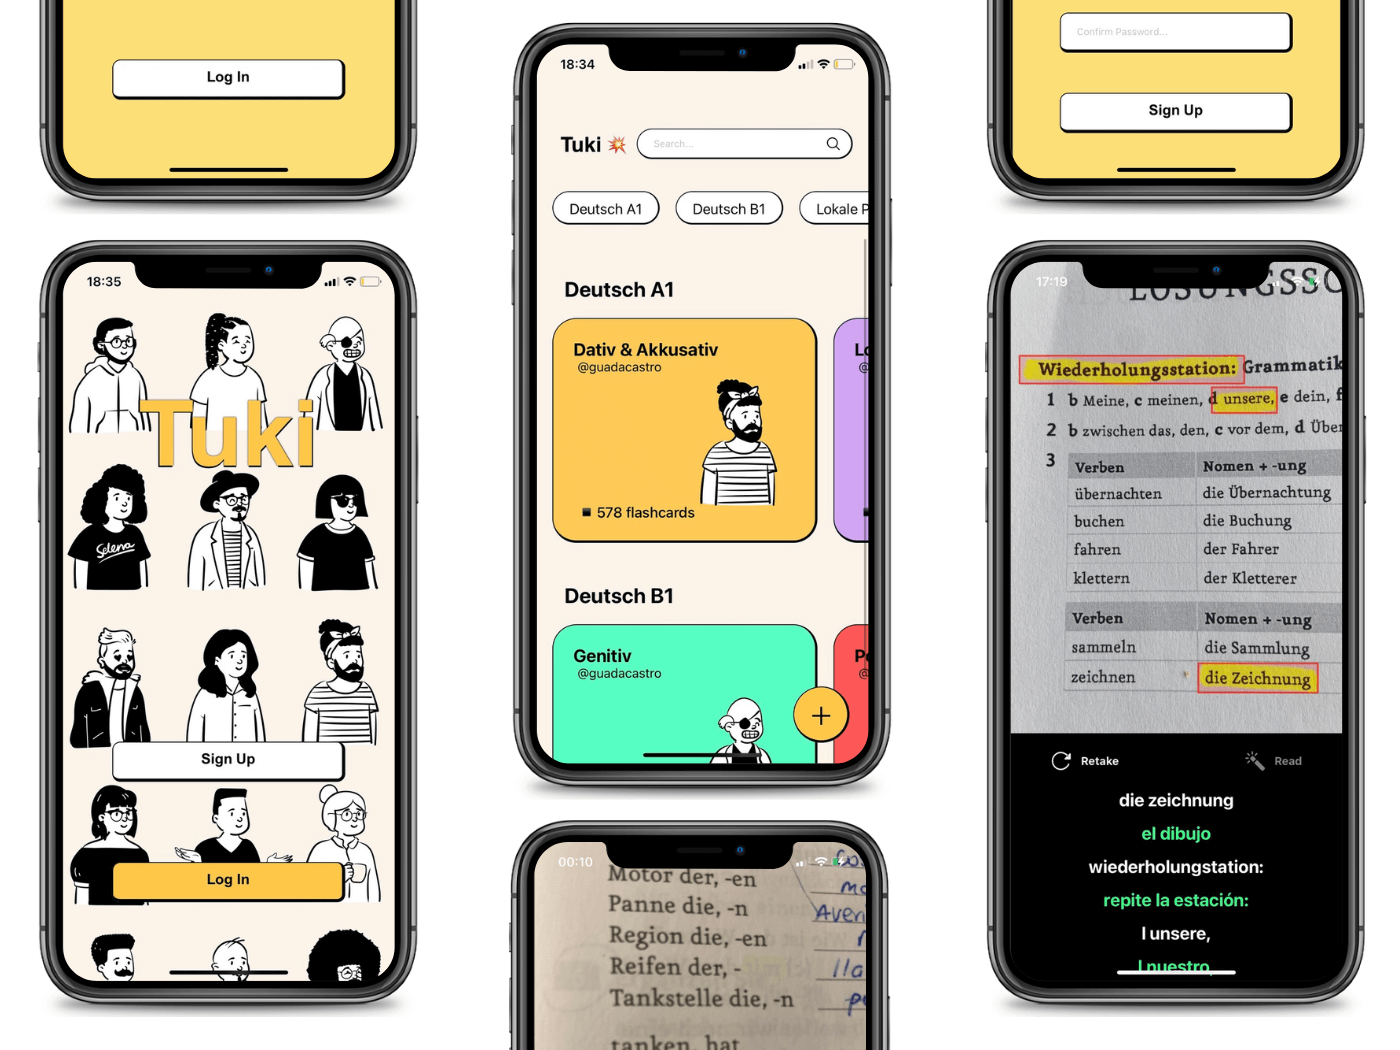 Log In
18:35
Tuki
Selena
Sign Up
Log In
18:34
Tuki
Search...
Deutsch A1
Deutsch B1
Lokale P
Deutsch A1
Dativ & Akkusativ
@guadacastro
578 flashcards
Lo
@
Deutsch B1
Genitiv
@guadacastro
Po
@
+
00:10
Motor der, -en
Panne die, -n
Region die, -en
Reifen der, -
Tankstelle die, -n
tanken, hat
mo
Aven
lla
Confirm Password...
Sign Up
17:19
LÖSUNGSSC
Wiederholungsstation: Grammatik
1 b Meine, c meinen, d unsere, e dein, f
2 b zwischen das, den, c vor dem, d Über
3
Verben Nomen + -ung
übernachten die Übernachtung
buchen die Buchung
fahren der Fahrer
klettern der Kletterer
Verben Nomen + -ung
sammeln die Sammlung
zeichnen die Zeichnung
Retake
Read
die zeichnung
el dibujo
wiederholungstation:
repite la estación:
l unsere,
l nuestro,